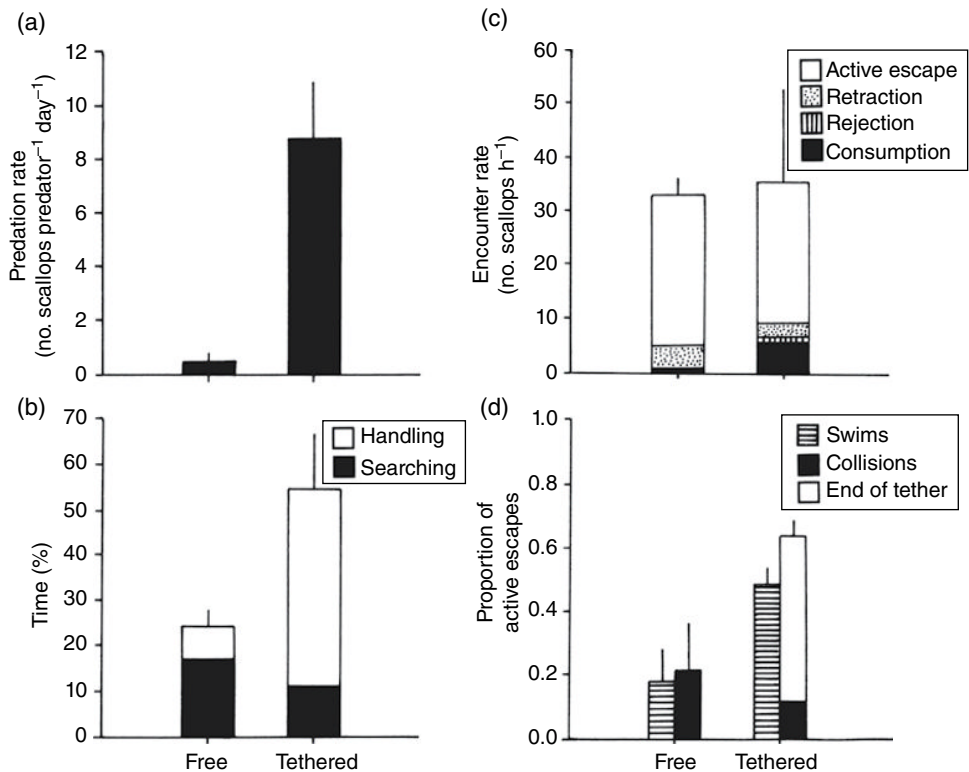 (a)
Predation rate
(no. scallops predator⁻¹ day⁻¹)
12
10
8
6
4
2
0
(c)
Encounter rate
(no. scallops h⁻¹)
60
50
40
30
20
10
0
Active escape
Retraction
Rejection
Consumption
(b)
Time (%)
70
60
50
40
30
20
10
0
Handling
Searching
Free
Tethered
(d)
Proportion of
active escapes
1.0
0.8
0.6
0.4
0.2
0.0
Swims
Collisions
End of tether
Free
Tethered